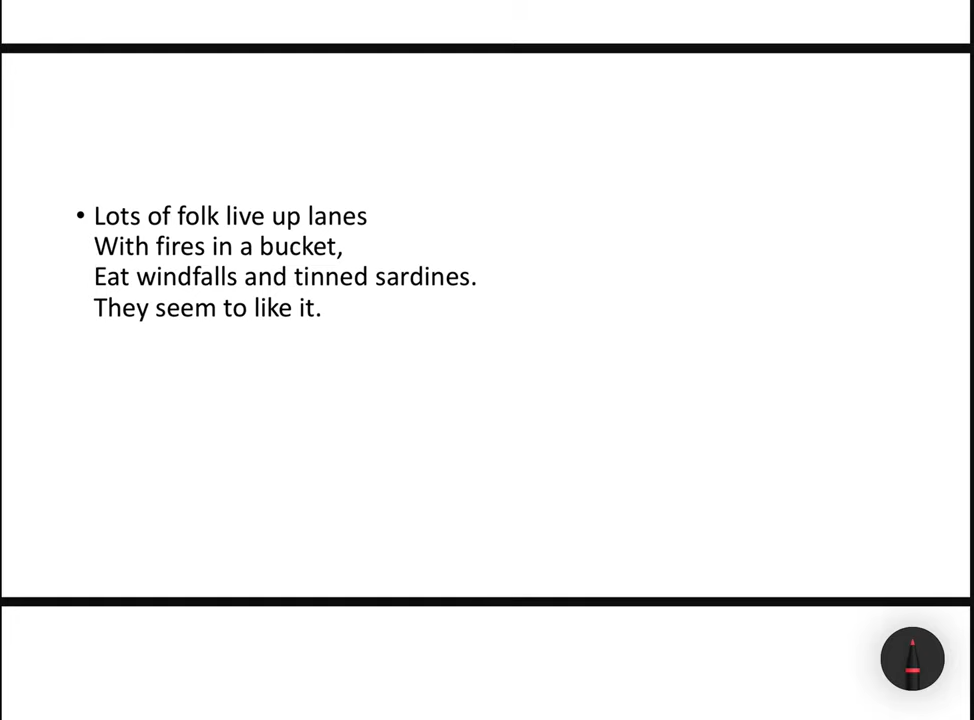 • Lots of folk live up lanes
With fires in a bucket,
Eat windfalls and tinned sardines.
They seem to like it.